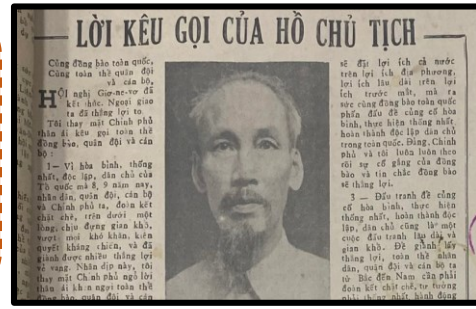 LỜI KÊU GỌI CỦA HỒ CHỦ TỊCH
Cùng đồng bào toàn quốc,
Cùng toàn thể quân đội
và cán bộ,
HỘI nghị Giơ-ne-vơ đã
kết thúc. Ngoại giao
ta đã thắng lợi to.
Tôi thay mặt Chính phủ
thân ái kêu gọi toàn thể
đồng bào, quân đội và cán
bộ :
1— Vì hòa bình, thống
nhất, độc lập, dân chủ của
Tổ quốc mà 8, 9 năm nay,
nhân dân, quân đội, cán bộ
và Chính phủ ta, đoàn kết
chặt chẽ, trên dưới một
lòng, chịu đựng gian khổ,
vượt mọi khó khăn, kiên
quyết kháng chiến, và đã
giành được nhiều thắng lợi
vẻ vang. Nhân dịp này, tôi
thay mặt Chính phủ ngỏ lời
thân ái khen ngợi toàn thể
đồng bào, quân đội và cán
sẽ đặt lợi ích cả nước
trên lợi ích địa phương,
lợi ích lâu dài trên lợi
ích trước mắt, mà ra
sức cùng đồng bào toàn quốc
phấn đấu để củng cố hòa
bình, thực hiện thống nhất,
hoàn thành độc lập dân chủ
trong toàn quốc. Đảng, Chính
phủ và tôi luôn luôn theo
dõi sự cố gắng của đồng
bào và tin chắc đồng bào
sẽ thắng lợi.
3 — Đấu tranh để củng
cố hòa bình, thực hiện
thống nhất, hoàn thành độc
lập, dân chủ cũng là một
cuộc đấu tranh lâu dài và
gian khổ. Để giành lấy
thắng lợi, toàn thể nhân
dân, quân đội và cán bộ ta
từ Bắc đến Nam cần phải
đoàn kết chặt chẽ, tư tưởng
phải thống nhất, hành động